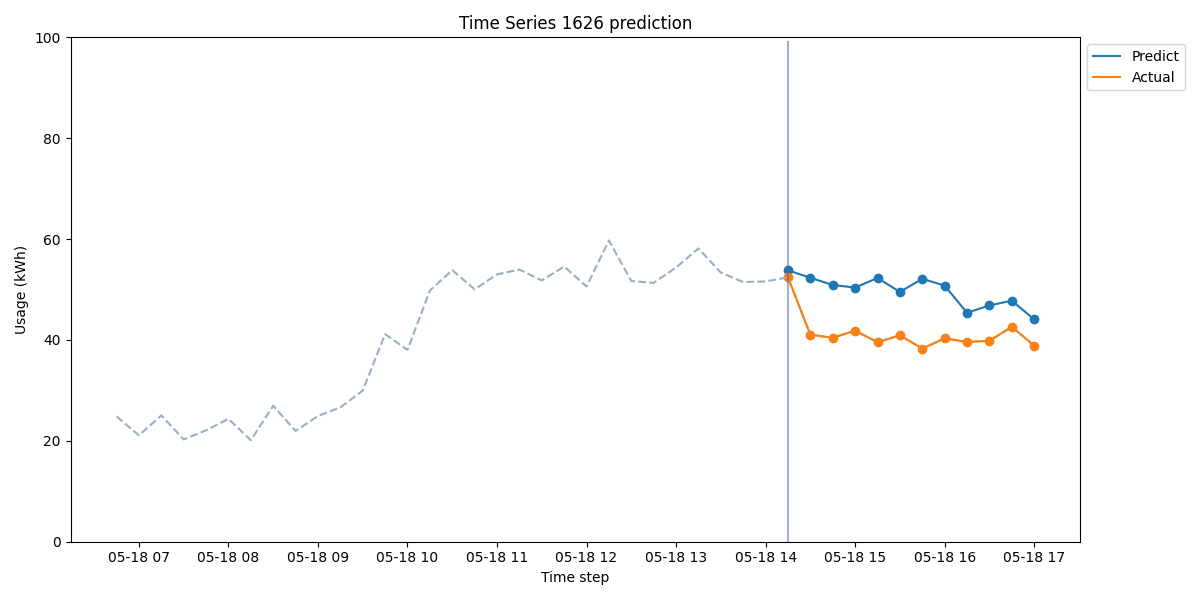 Time Series 1626 prediction
Predict
Actual
100
80
60
40
20
0
Usage (kWh)
05-18 07 05-18 08 05-18 09 05-18 10 05-18 11 05-18 12 05-18 13 05-18 14 05-18 15 05-18 16 05-18 17
Time step